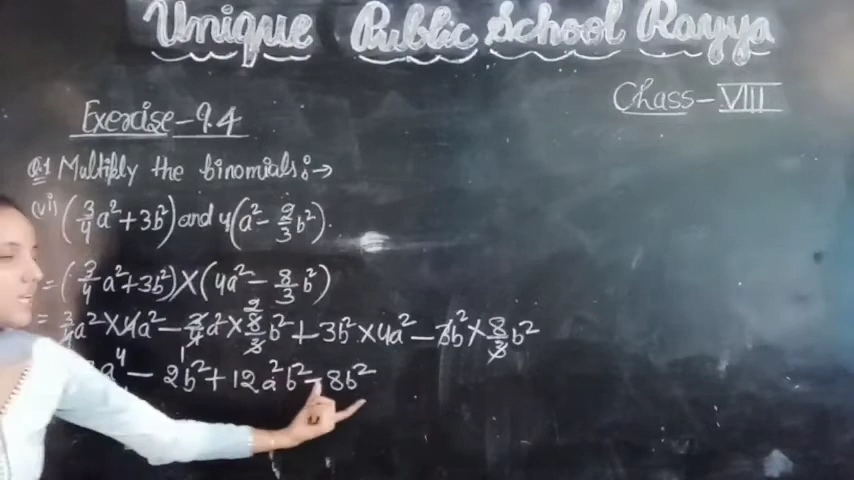 Unique Public School Rayya
Class-VIII
Exercise-9.4
Q.1 Multiply the binomials:→
(vi) (3/4 a² + 3b²) and 4(a² - 2/3 b²).
= (3/4 a² + 3b²) × (4a² - 8/3 b²)
= 3/4 a² × 4a² - 3/4 a² × 8/3 b² + 3b² × 4a² - 3b² × 8/3 b²
a⁴ - 2b² + 12a²b² - 8b²